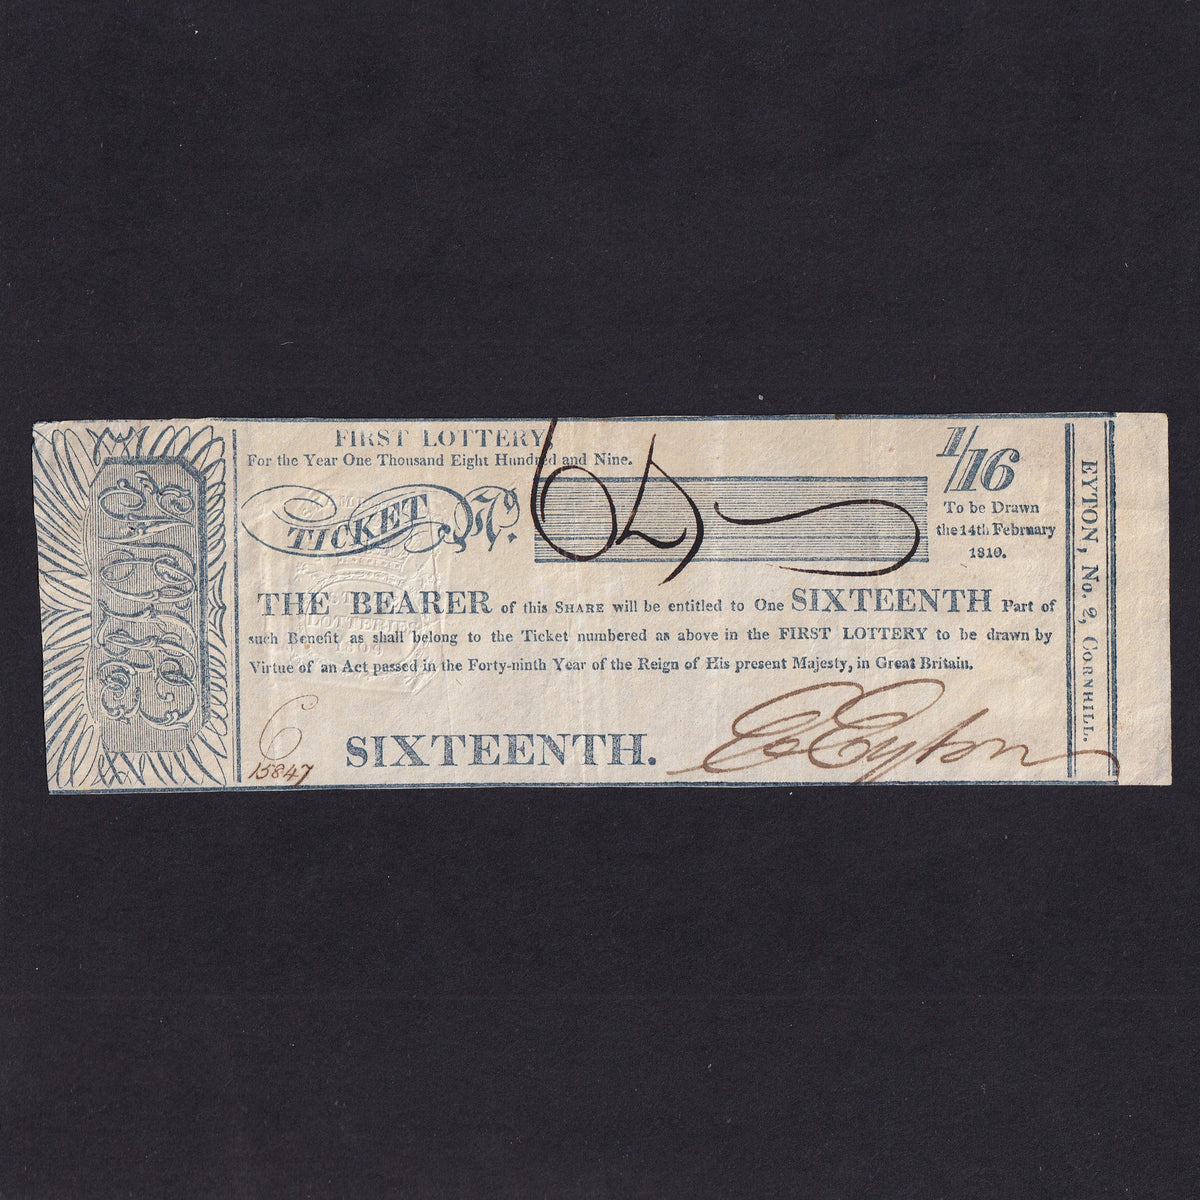 FIRST LOTTERY,
For the Year One Thousand Eight Hundred and Nine.
TICKET No.
1/16
To be Drawn
the 14th February
1810.
THE BEARER of this SHARE will be entitled to One SIXTEENTH Part of
such Benefit as shall belong to the Ticket numbered as above in the FIRST LOTTERY to be drawn by
Virtue of an Act passed in the Forty-ninth Year of the Reign of His present Majesty, in Great Britain.
C
15847
SIXTEENTH.
Eyton
EYTON, No. 2, CORNHILL.
LOTTERIES
1809